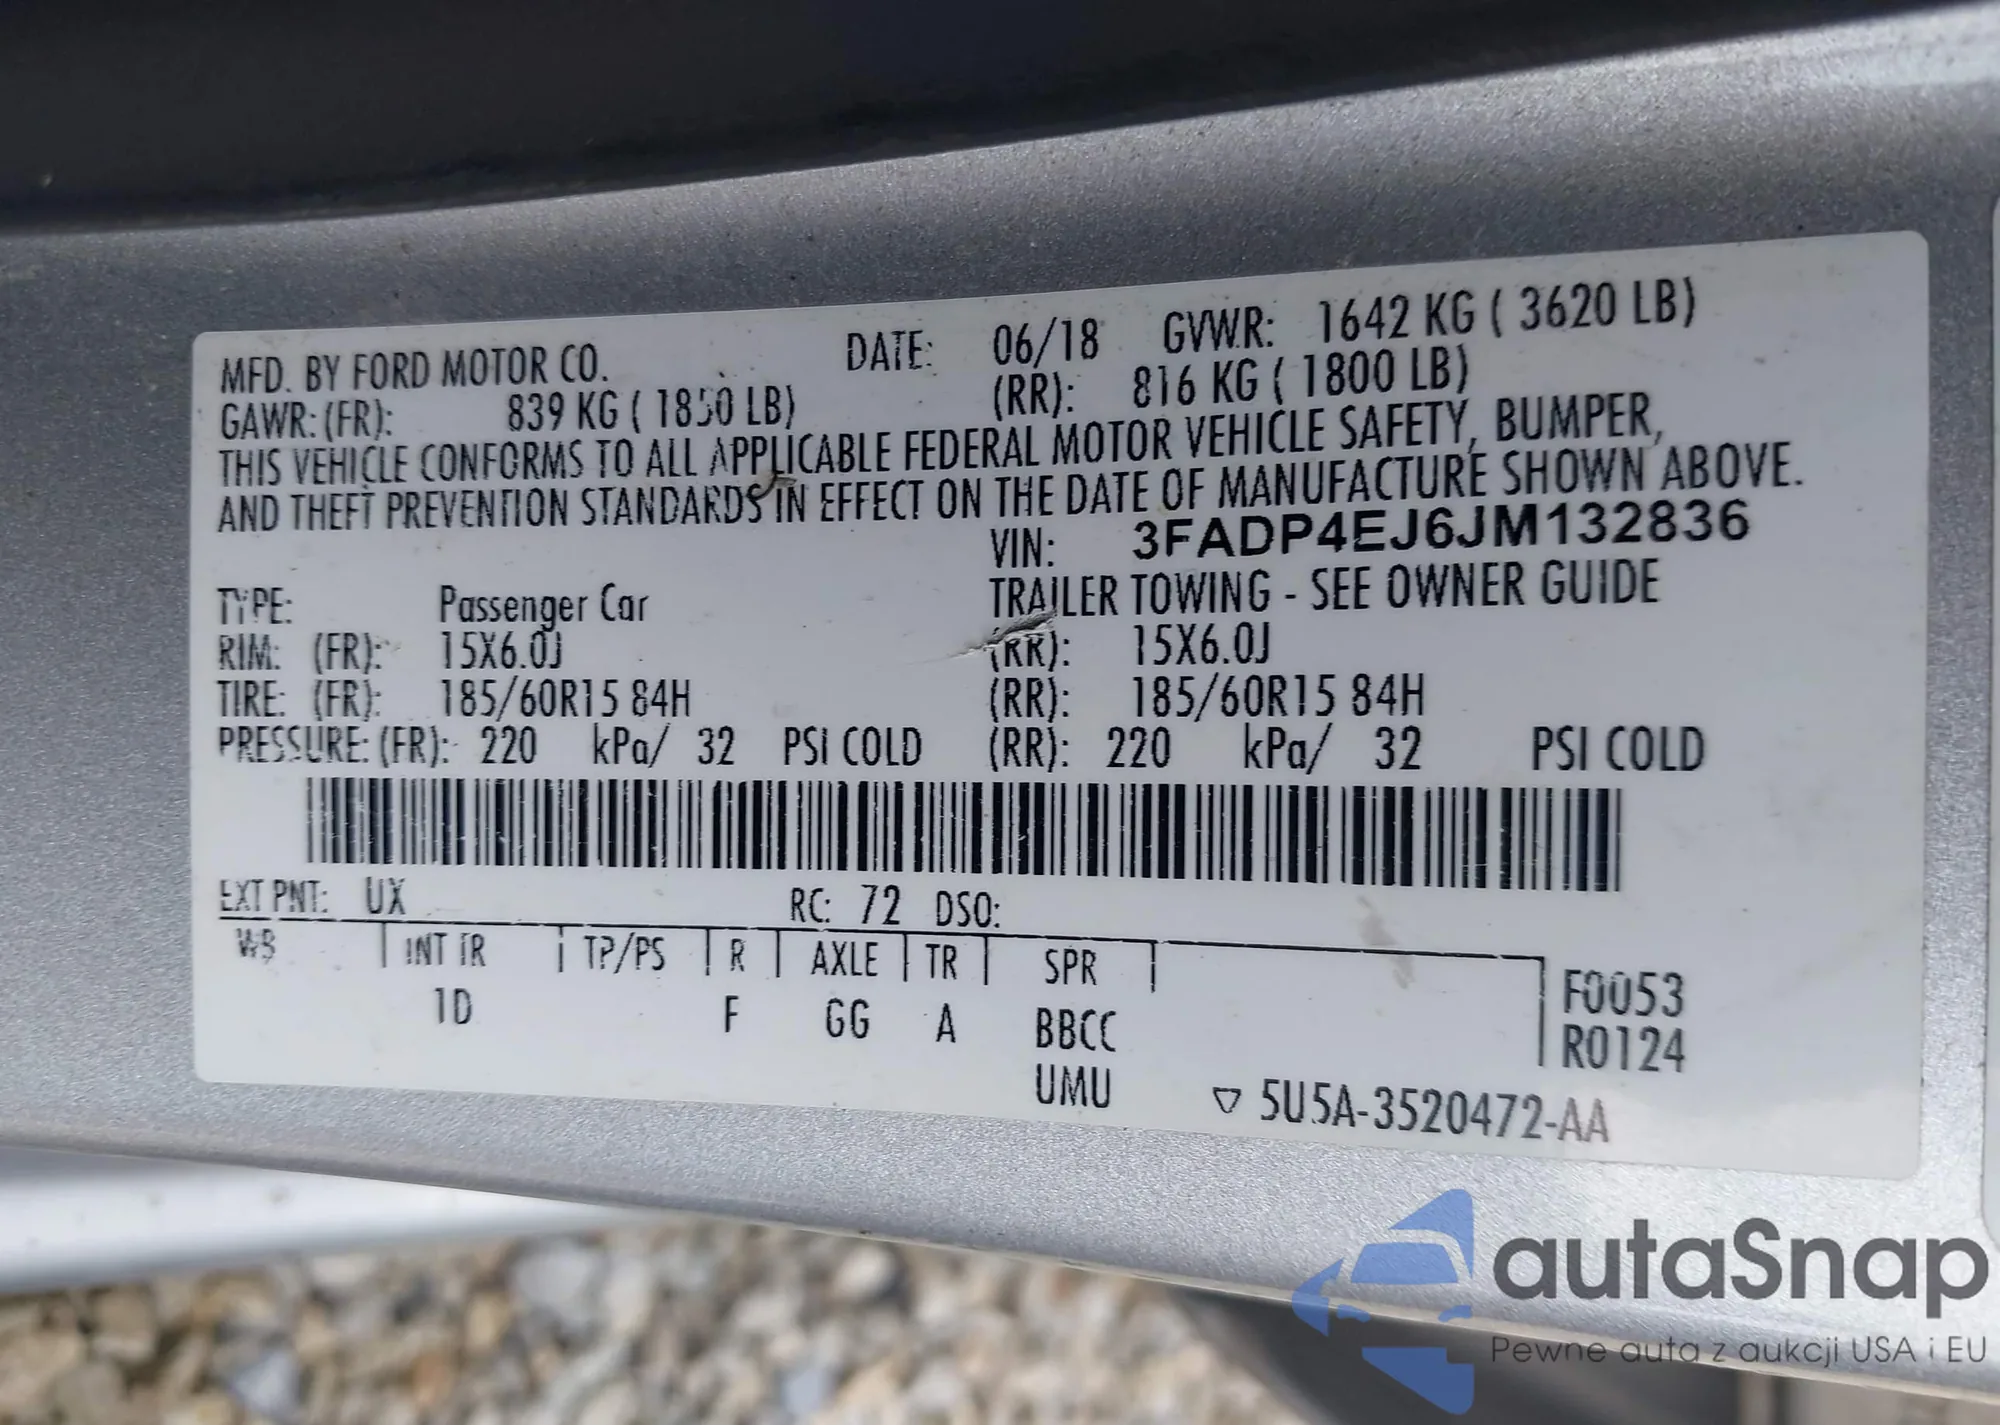 MFD. BY FORD MOTOR CO. DATE: 06/18 GVWR: 1642 KG ( 3620 LB)
GAWR: (FR): 839 KG ( 1850 LB) (RR): 816 KG ( 1800 LB)
THIS VEHICLE CONFORMS TO ALL APPLICABLE FEDERAL MOTOR VEHICLE SAFETY, BUMPER,
AND THEFT PREVENTION STANDARDS IN EFFECT ON THE DATE OF MANUFACTURE SHOWN ABOVE.
VIN: 3FADP4EJ6JM132836
TYPE: Passenger Car TRAILER TOWING - SEE OWNER GUIDE
RIM: (FR): 15X6.0J (RR): 15X6.0J
TIRE: (FR): 185/60R15 84H (RR): 185/60R15 84H
PRESSURE: (FR): 220 kPa/ 32 PSI COLD (RR): 220 kPa/ 32 PSI COLD
EXT PNT: UX RC: 72 DSO:
WB INT TR TP/PS R AXLE TR SPR F0053
1D F GG A BBCC R0124
UMU ▽ 5U5A-3520472-AA
autaSnap
Pewne auta z aukcji USA i EU